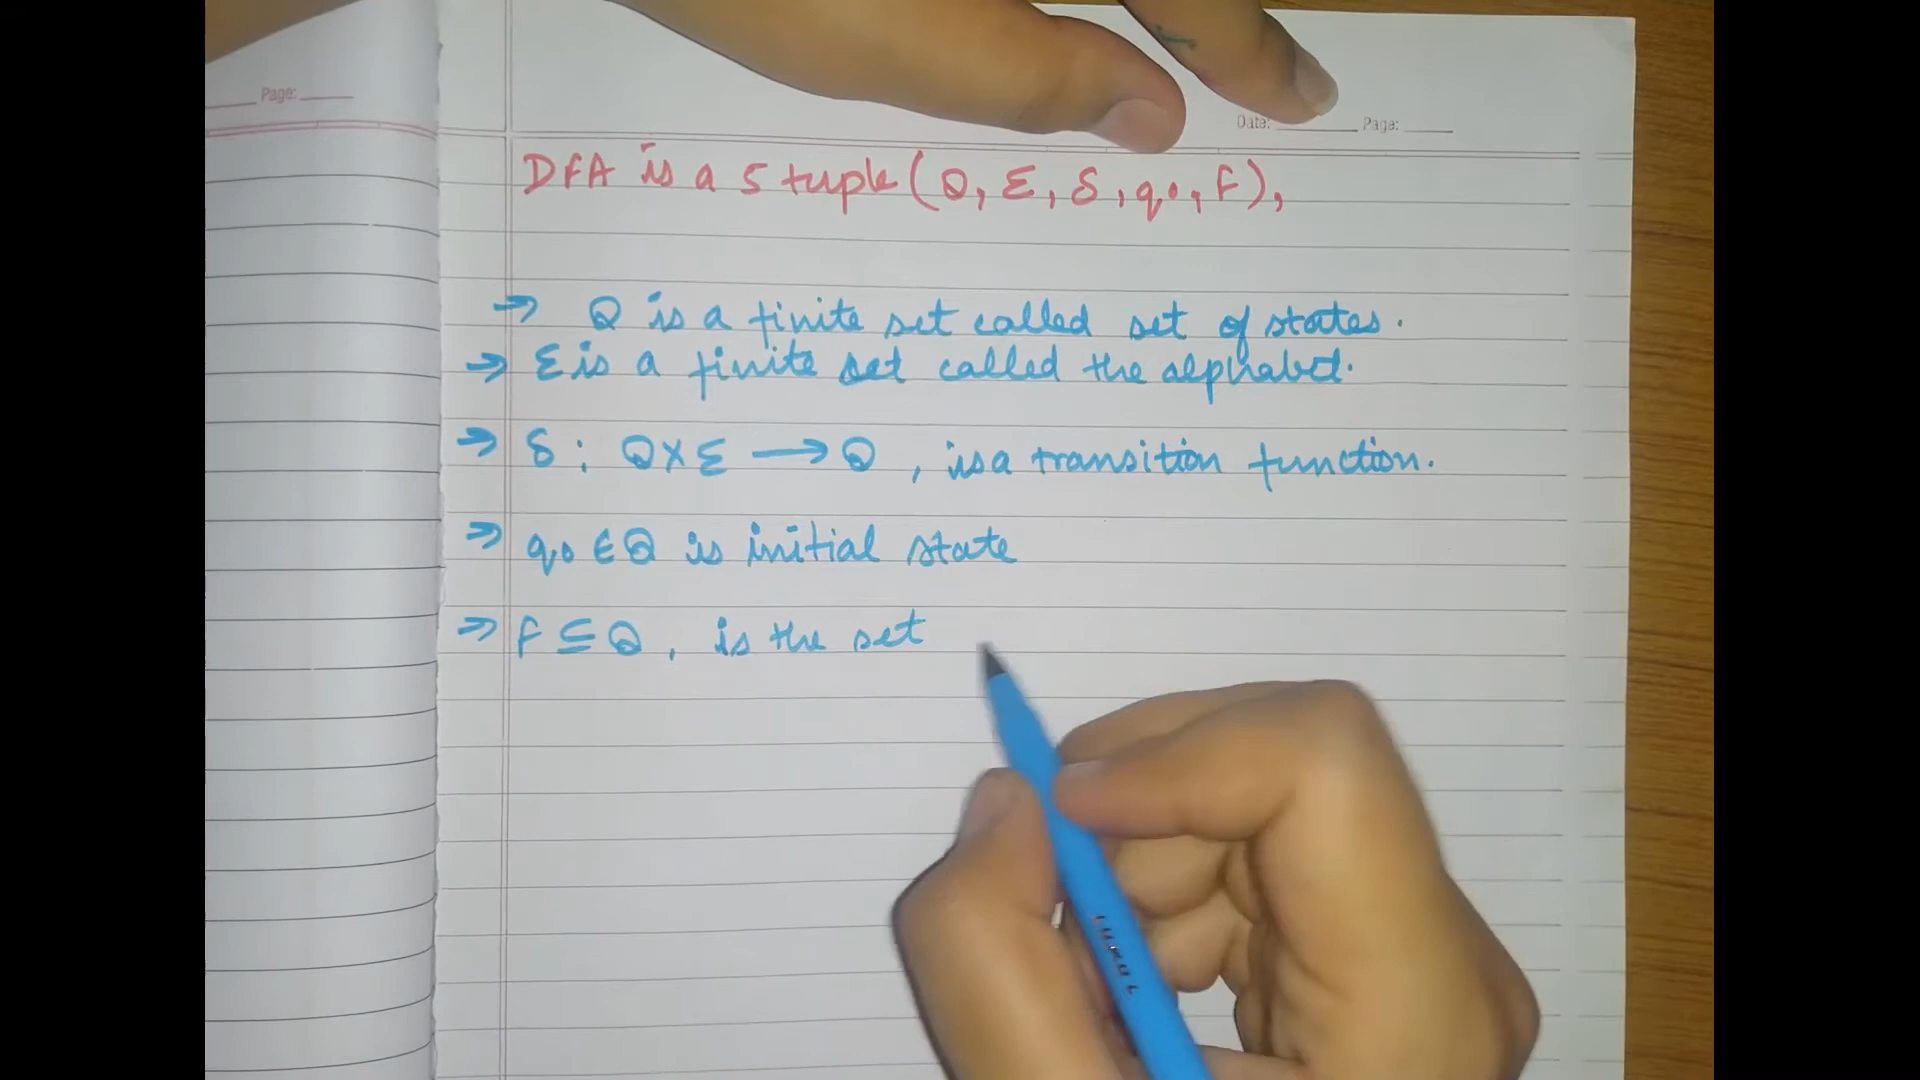 Page:
Date: Page:
DFA is a 5 tuple (Q, Σ, δ, q0, F),
⇒ Q is a finite set called set of states.
⇒ Σ is a finite set called the alphabet.
⇒ δ : Q×Σ ⟶ Q , is a transition function.
⇒ q0 ∈ Q is initial state
⇒ F ⊆ Q , is the set